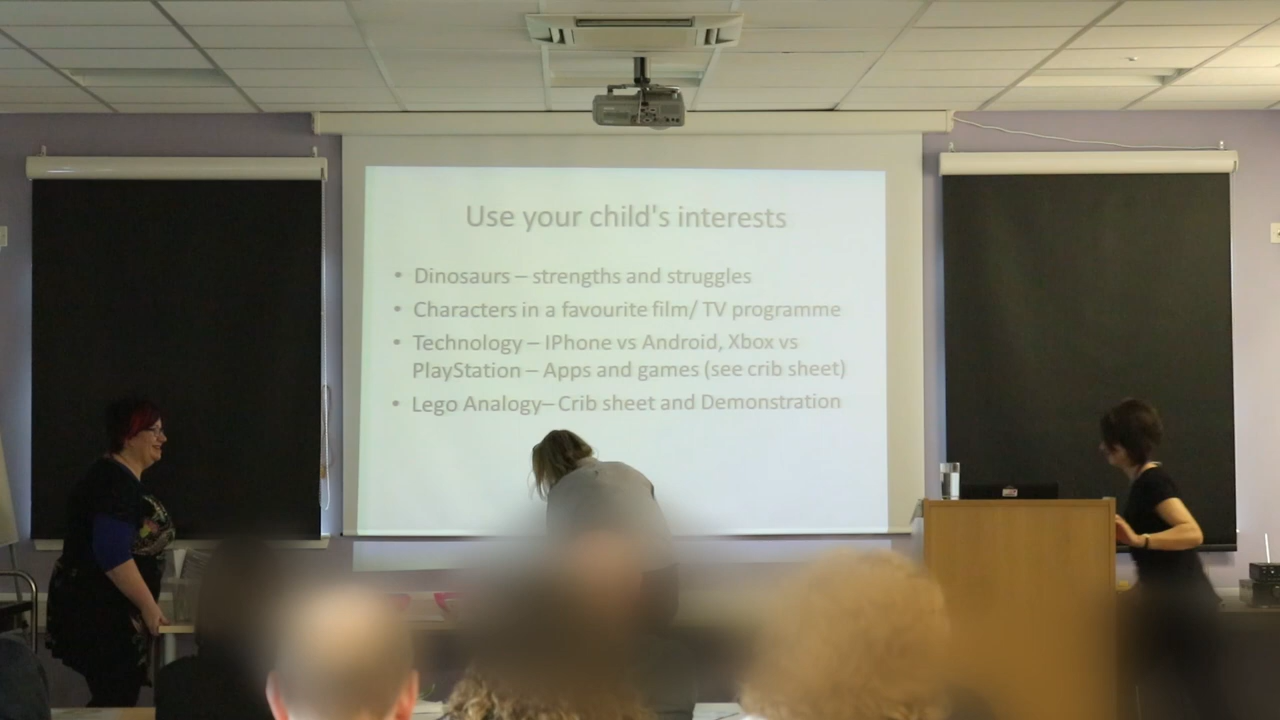 Use your child's interests
• Dinosaurs – strengths and struggles
• Characters in a favourite film/ TV programme
• Technology – IPhone vs Android, Xbox vs
PlayStation – Apps and games (see crib sheet)
• Lego Analogy– Crib sheet and Demonstration